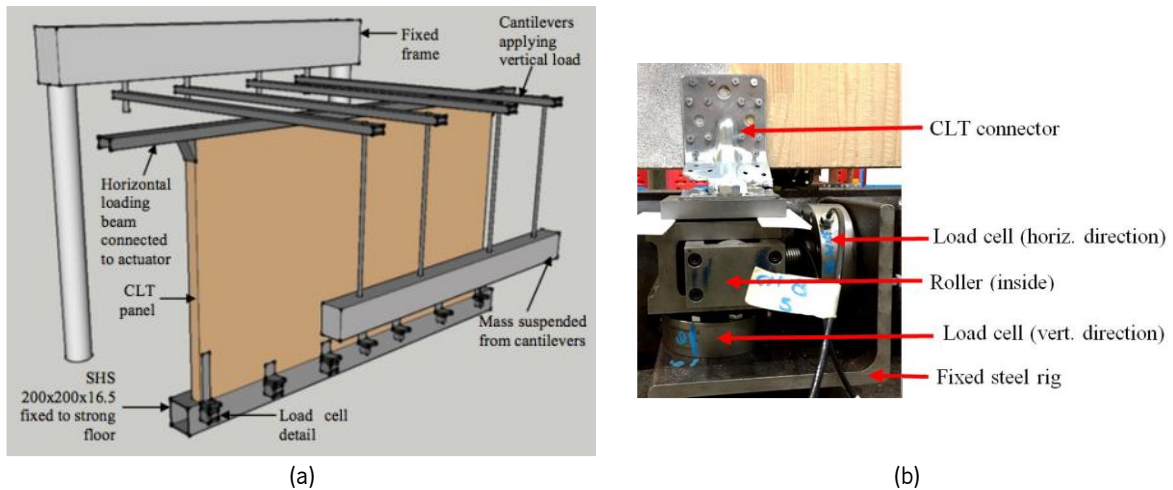 Fixed
frame
Cantilevers
applying
vertical load
Horizontal
loading
beam
connected
to actuator
CLT
panel
Mass suspended
from cantilevers
SHS
200x200x16.5
fixed to strong
floor
Load cell
detail
(a)
CLT connector
Load cell (horiz. direction)
Roller (inside)
Load cell (vert. direction)
Fixed steel rig
(b)